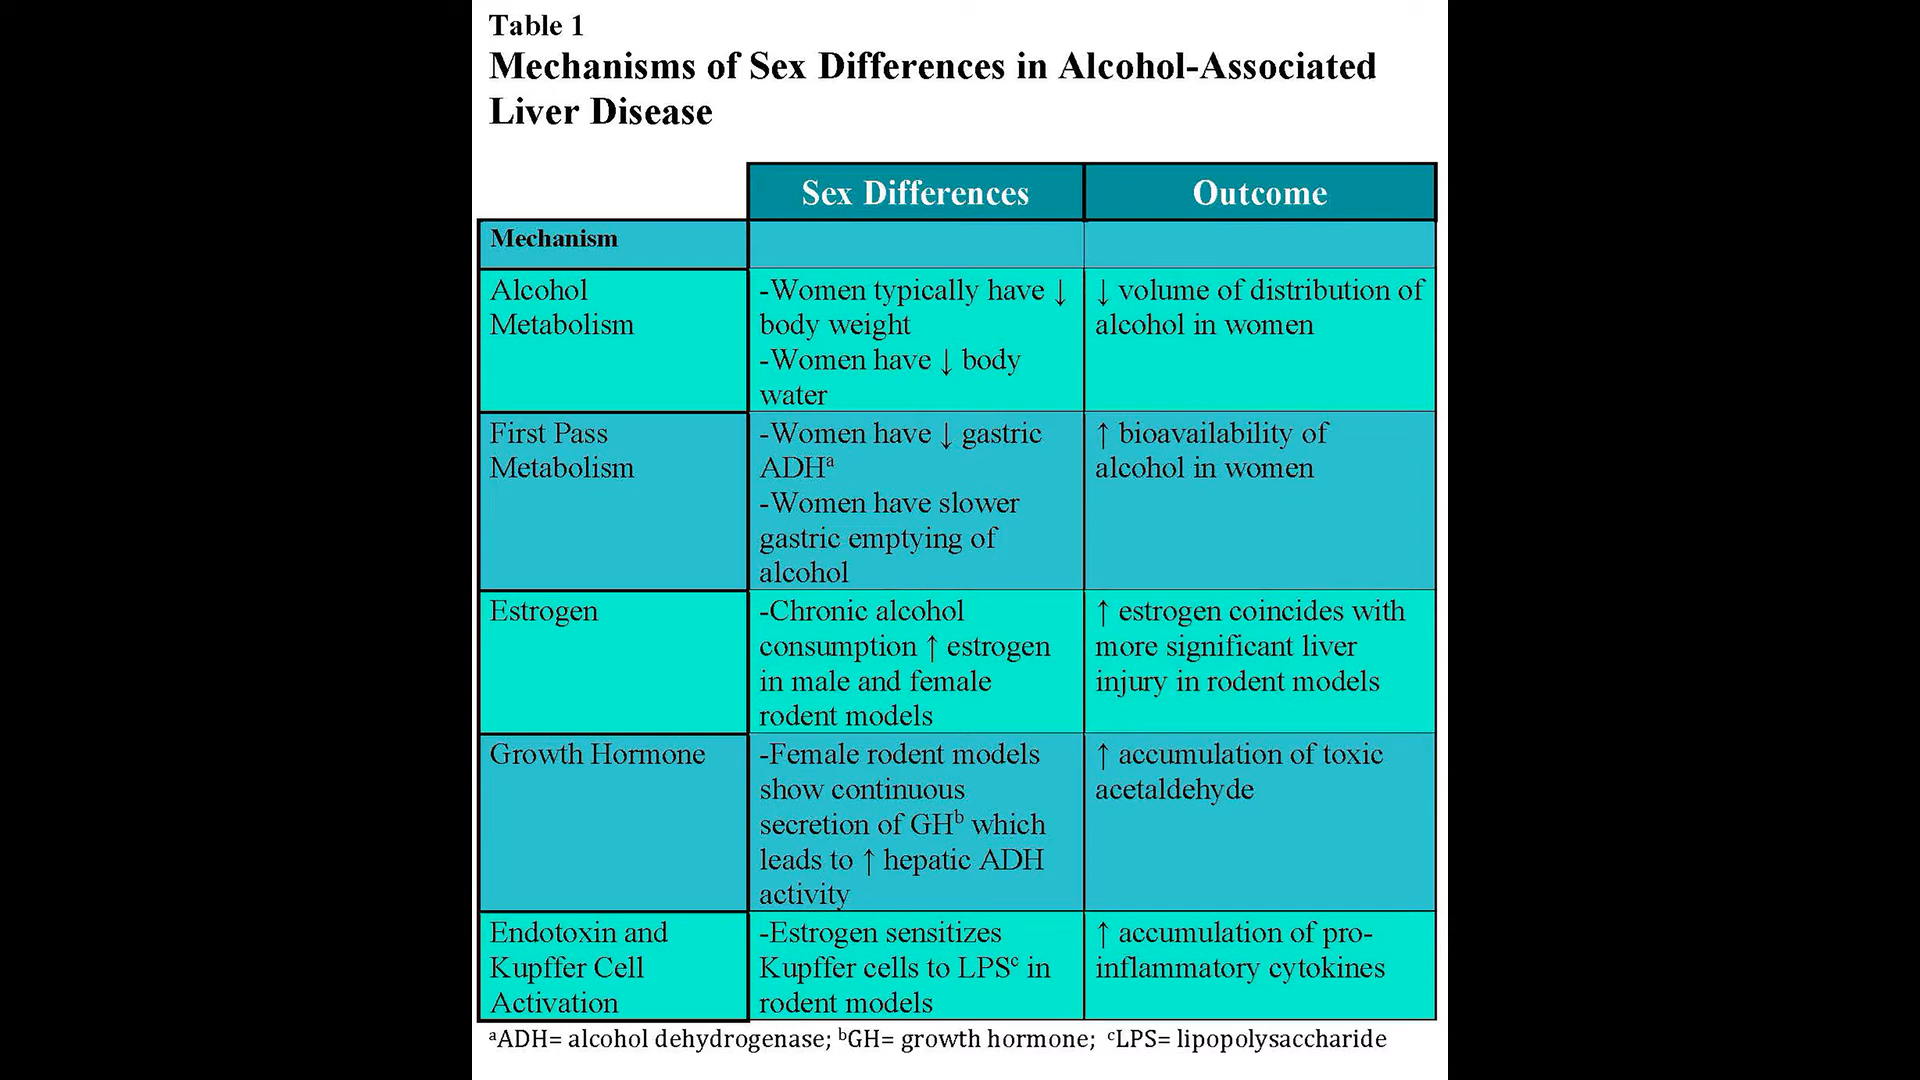 Table 1
Mechanisms of Sex Differences in Alcohol-Associated
Liver Disease
Sex Differences
Outcome
Mechanism
Alcohol
Metabolism
-Women typically have ↓
body weight
-Women have ↓ body
water
↓ volume of distribution of
alcohol in women
First Pass
Metabolism
-Women have ↓ gastric
ADHᵃ
-Women have slower
gastric emptying of
alcohol
↑ bioavailability of
alcohol in women
Estrogen
-Chronic alcohol
consumption ↑ estrogen
in male and female
rodent models
↑ estrogen coincides with
more significant liver
injury in rodent models
Growth Hormone
-Female rodent models
show continuous
secretion of GHᵇ which
leads to ↑ hepatic ADH
activity
↑ accumulation of toxic
acetaldehyde
Endotoxin and
Kupffer Cell
Activation
-Estrogen sensitizes
Kupffer cells to LPSᶜ in
rodent models
↑ accumulation of pro-
inflammatory cytokines
ᵃADH= alcohol dehydrogenase; ᵇGH= growth hormone; ᶜLPS= lipopolysaccharide